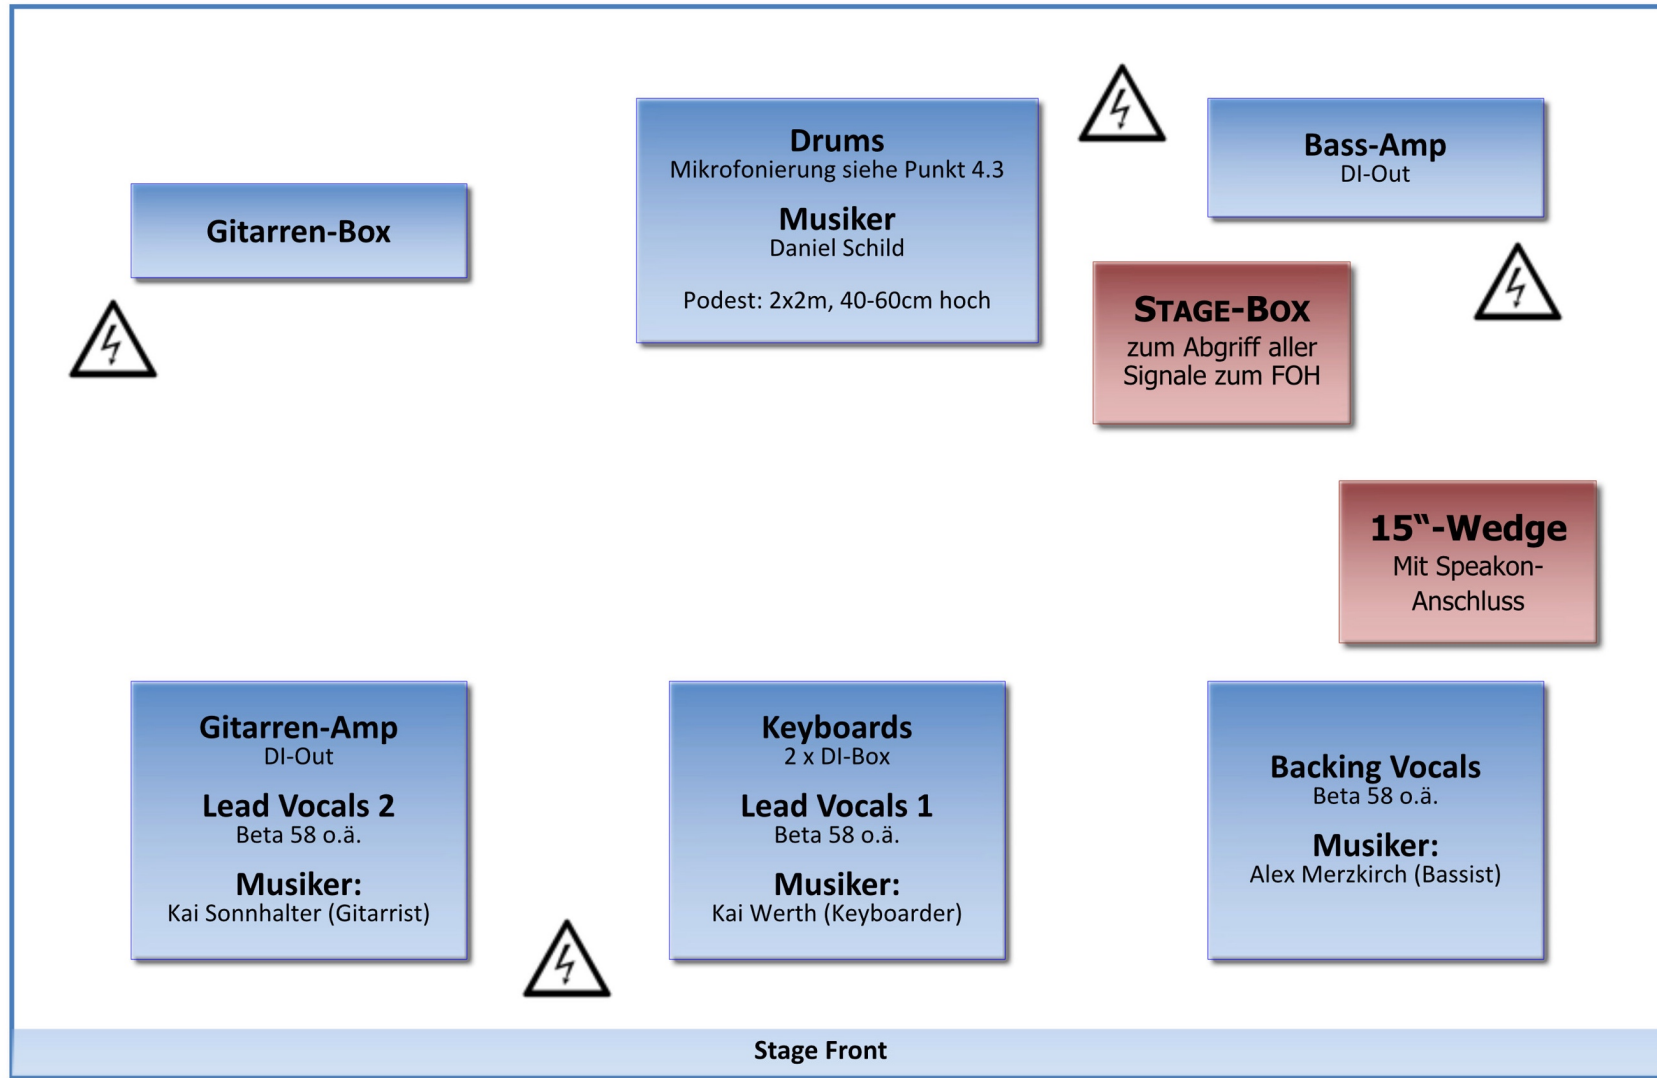 Drums
Mikrofonierung siehe Punkt 4.3
Musiker
Daniel Schild
Podest: 2x2m, 40-60cm hoch
Bass-Amp
DI-Out
Gitarren-Box
STAGE-BOX
zum Abgriff aller
Signale zum FOH
15‟-Wedge
Mit Speakon-
Anschluss
Gitarren-Amp
DI-Out
Lead Vocals 2
Beta 58 o.ä.
Musiker:
Kai Sonnhalter (Gitarrist)
Keyboards
2 x DI-Box
Lead Vocals 1
Beta 58 o.ä.
Musiker:
Kai Werth (Keyboarder)
Backing Vocals
Beta 58 o.ä.
Musiker:
Alex Merzkirch (Bassist)
Stage Front